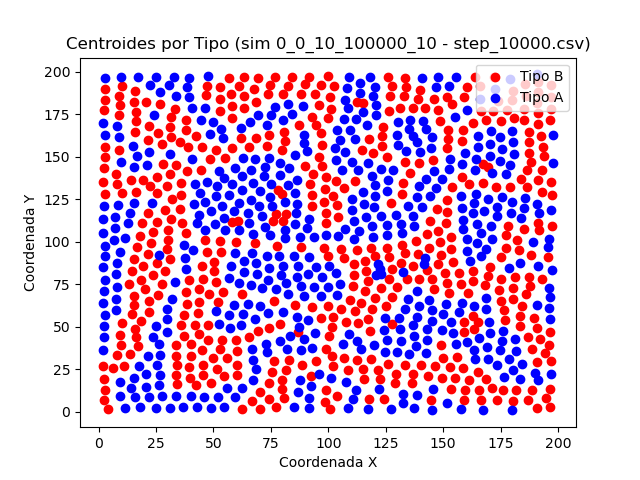 Centroides por Tipo (sim 0_0_10_100000_10 - step_10000.csv)
Tipo B
Tipo A
Coordenada Y
200
175
150
125
100
75
50
25
0
0 25 50 75 100 125 150 175 200
Coordenada X